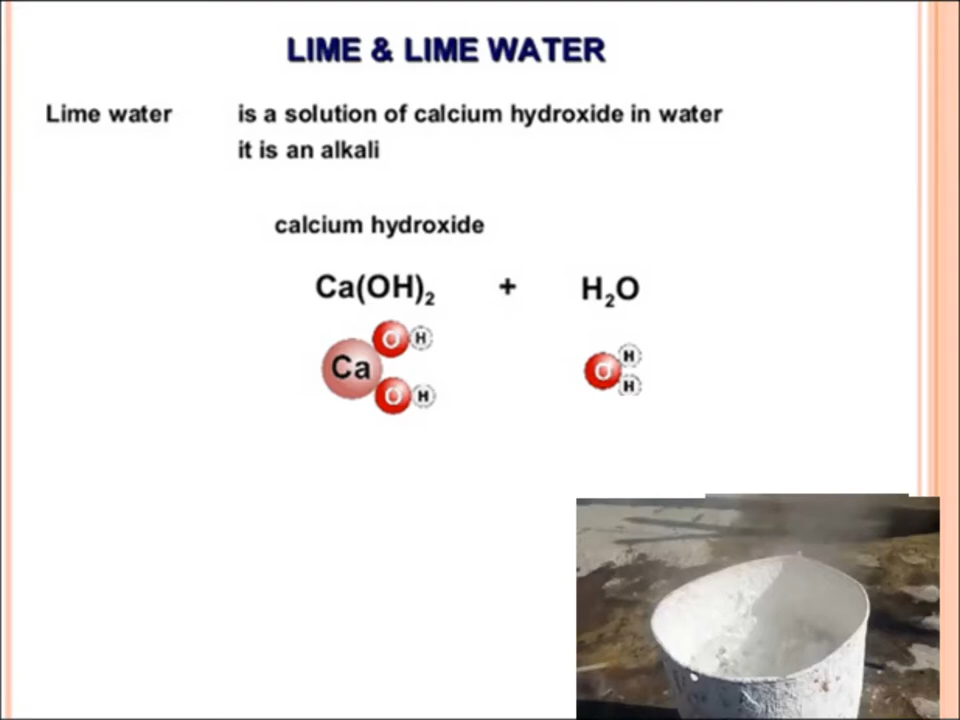 LIME & LIME WATER
Lime water is a solution of calcium hydroxide in water
it is an alkali
calcium hydroxide
Ca(OH)₂ + H₂O
O H
Ca
O H
O H
H